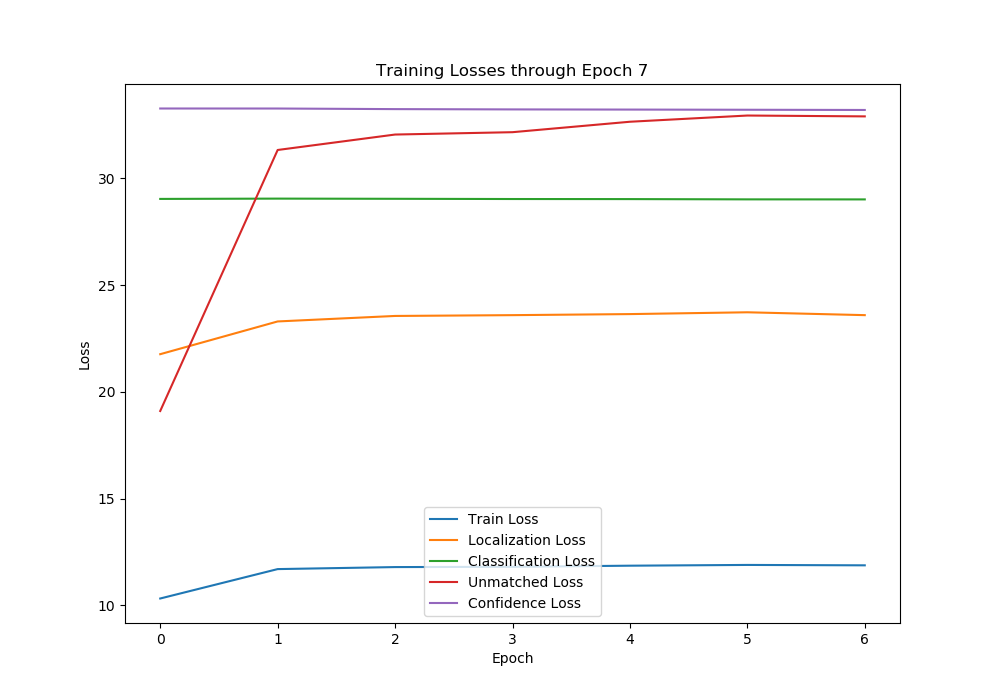 Training Losses through Epoch 7
Loss
30
25
20
15
10
Train Loss
Localization Loss
Classification Loss
Unmatched Loss
Confidence Loss
0 1 2 3 4 5 6
Epoch